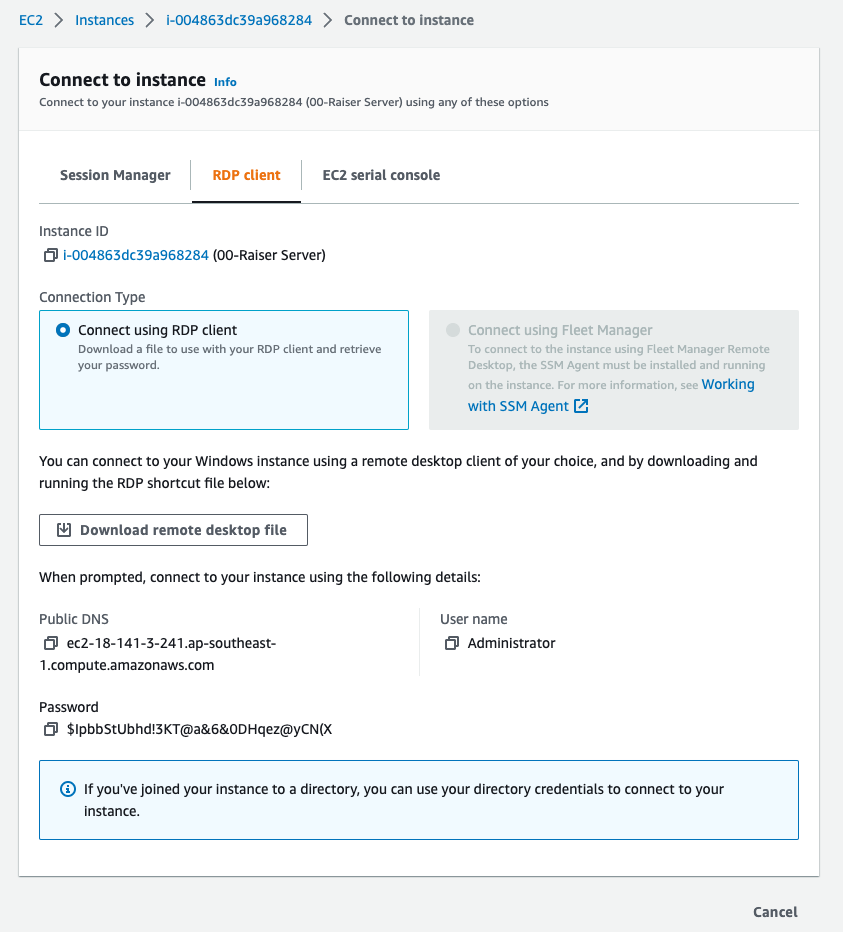 EC2 > Instances > i-004863dc39a968284 > Connect to instance
Connect to instance Info
Connect to your instance i-004863dc39a968284 (00-Raiser Server) using any of these options
Session Manager
RDP client
EC2 serial console
Instance ID
i-004863dc39a968284 (00-Raiser Server)
Connection Type
Connect using RDP client
Download a file to use with your RDP client and retrieve
your password.
Connect using Fleet Manager
To connect to the instance using Fleet Manager Remote
Desktop, the SSM Agent must be installed and running
on the instance. For more information, see Working
with SSM Agent
You can connect to your Windows instance using a remote desktop client of your choice, and by downloading and
running the RDP shortcut file below:
Download remote desktop file
When prompted, connect to your instance using the following details:
Public DNS
ec2-18-141-3-241.ap-southeast-
1.compute.amazonaws.com
User name
Administrator
Password
$IpbbStUbhd!3KT@a&6&0DHqez@yCN(X
If you've joined your instance to a directory, you can use your directory credentials to connect to your
instance.
Cancel